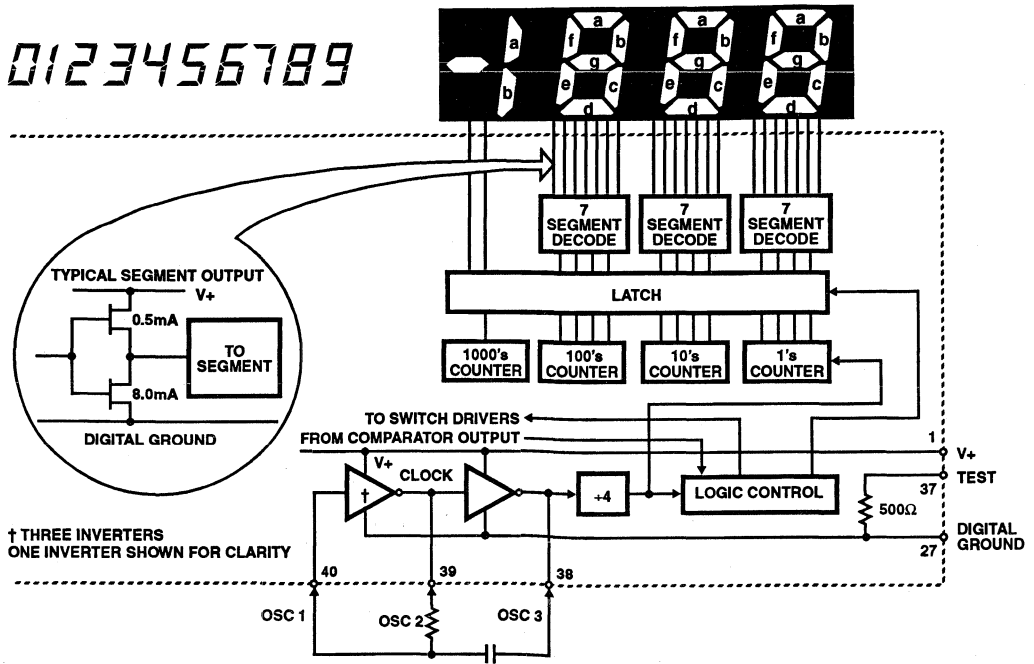 0123456789
a
b
a
f
b
g
e
c
d
a
f
b
g
e
c
d
a
f
b
g
e
c
d
7
SEGMENT
DECODE
7
SEGMENT
DECODE
7
SEGMENT
DECODE
TYPICAL SEGMENT OUTPUT
V+
0.5mA
TO
SEGMENT
8.0mA
DIGITAL GROUND
LATCH
1000's
COUNTER
100's
COUNTER
10's
COUNTER
1's
COUNTER
TO SWITCH DRIVERS
FROM COMPARATOR OUTPUT
V+
CLOCK
†
÷4
LOGIC CONTROL
1
V+
TEST
37
500Ω
DIGITAL
GROUND
27
† THREE INVERTERS
ONE INVERTER SHOWN FOR CLARITY
40
39
38
OSC 1
OSC 2
OSC 3